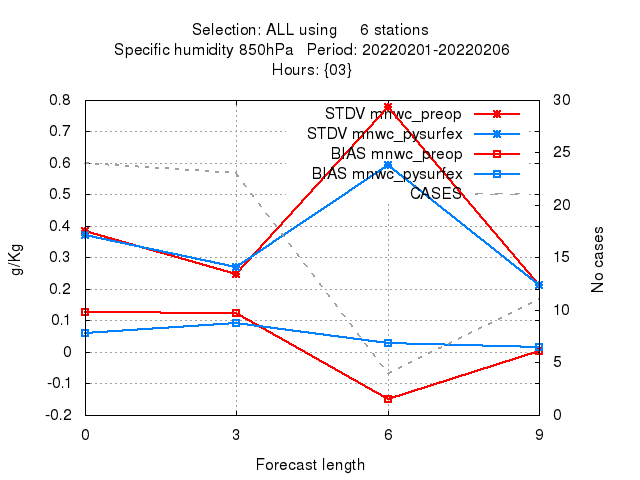 Selection: ALL using 6 stations
Specific humidity 850hPa Period: 20220201-20220206
Hours: {03}
0.8
0.7
0.6
0.5
0.4
0.3
0.2
0.1
0
-0.1
-0.2
g/Kg
STDV mnwc_preop
STDV mnwc_pysurfex
BIAS mnwc_preop
BIAS mnwc_pysurfex
CASES
30
25
20
15
10
5
0
No cases
0 3 6 9
Forecast length